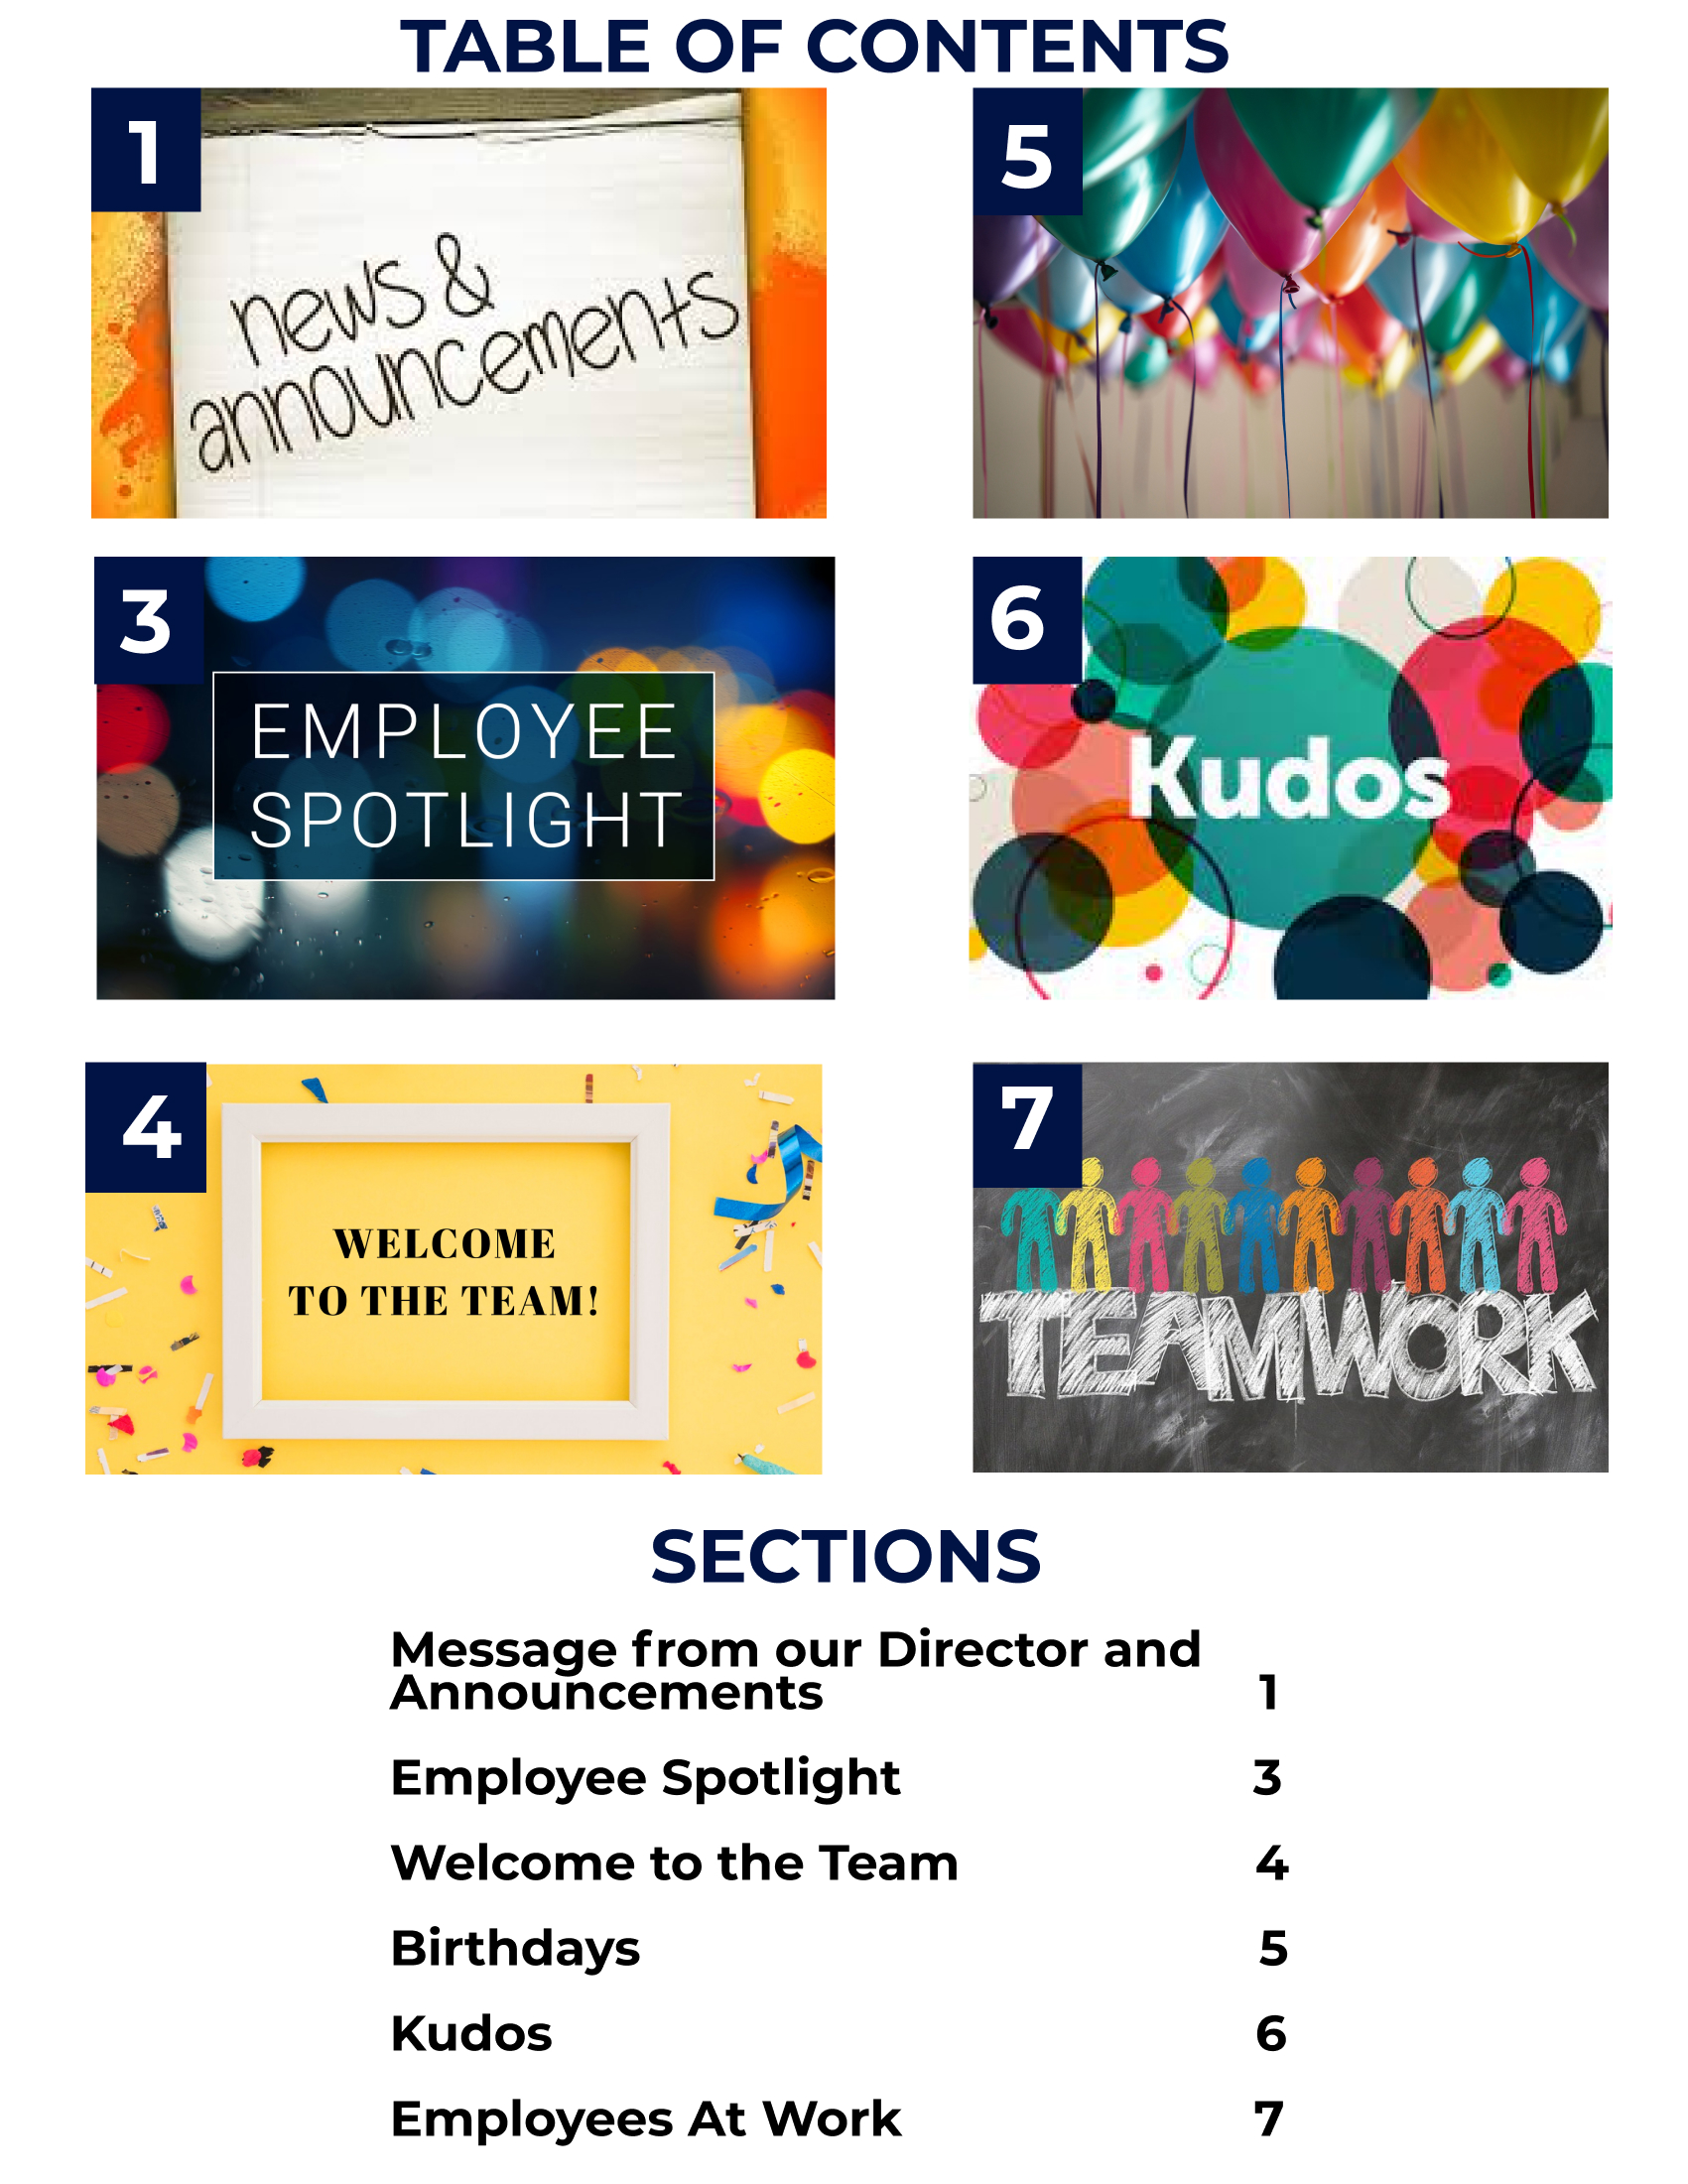 TABLE OF CONTENTS
1
news &
announcements
5
3
EMPLOYEE
SPOTLIGHT
6
Kudos
4
WELCOME
TO THE TEAM!
7
TEAMWORK
SECTIONS
Message from our Director and
Announcements 1
Employee Spotlight 3
Welcome to the Team 4
Birthdays 5
Kudos 6
Employees At Work 7